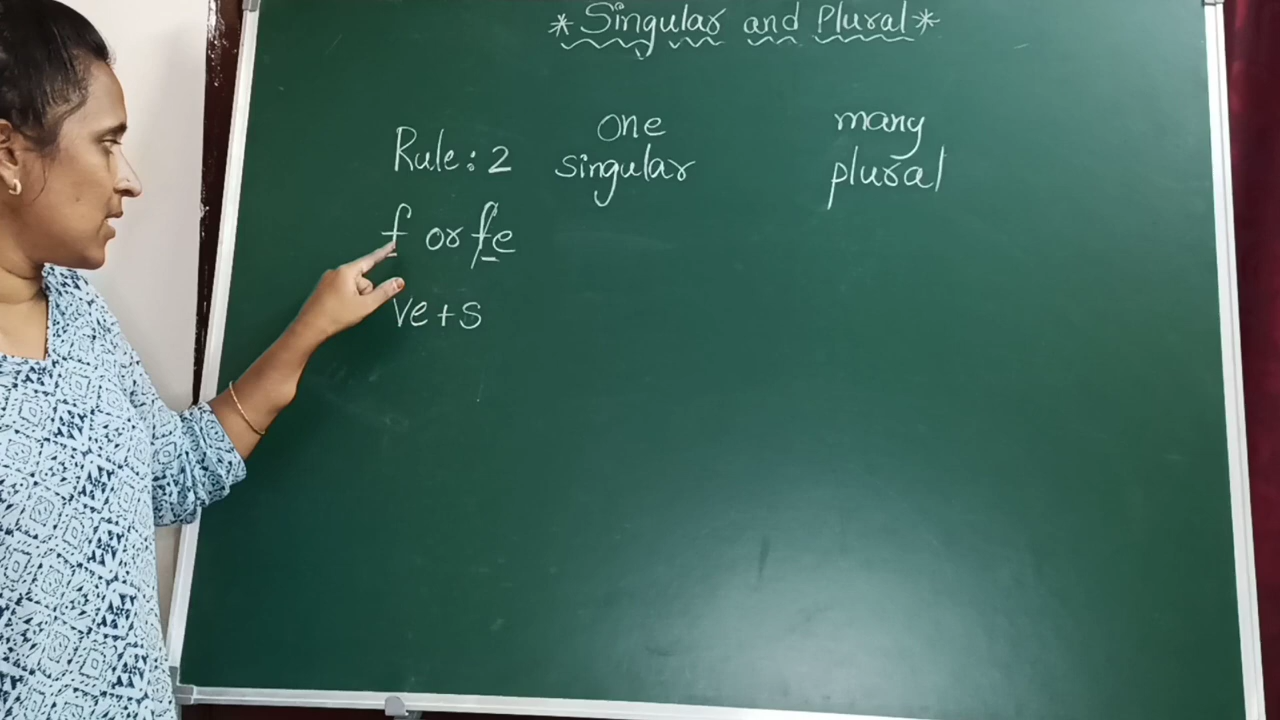 *Singular and Plural*
one many
Rule: 2 singular plural
f or fe
ve+s